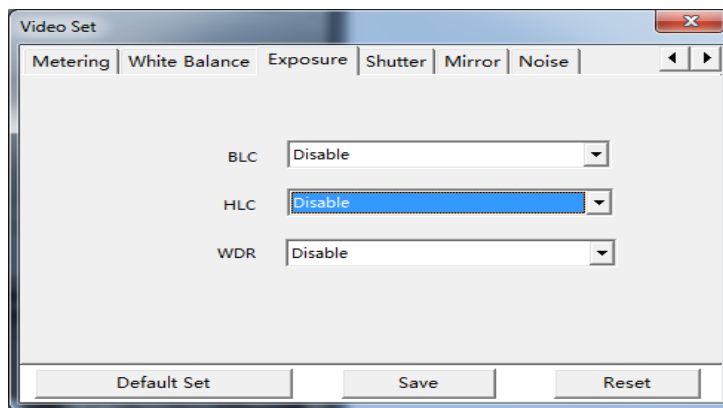 Video Set
Metering White Balance Exposure Shutter Mirror Noise
BLC Disable
HLC Disable
WDR Disable
Default Set Save Reset